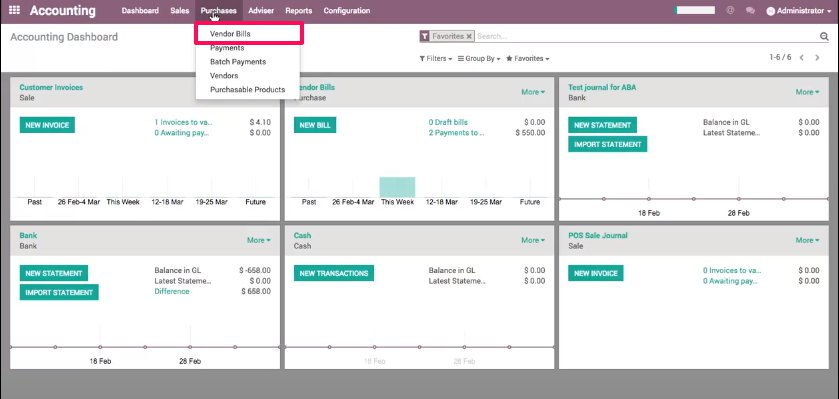 Accounting Dashboard Sales Purchases Adviser Reports Configuration Administrator
Accounting Dashboard
Favorites
Filters Group By Favorites
1-6 / 6
Vendor Bills
Payments
Batch Payments
Vendors
Purchasable Products
Customer Invoices
Sale
NEW INVOICE
1 Invoices to va... $ 4.10
0 Awaiting pay... $ 0.00
Past 26 Feb-4 Mar This Week 12-18 Mar 19-25 Mar Future
Vendor Bills More
Purchase
NEW BILL
0 Draft bills $ 0.00
2 Payments to ... $ 550.00
Past 26 Feb-4 Mar This Week 12-18 Mar 19-25 Mar Future
Test journal for ABA More
Bank
NEW STATEMENT
IMPORT STATEMENT
Balance in GL $ 0.00
Latest Stateme... $ 0.00
18 Feb 28 Feb
Bank More
Bank
NEW STATEMENT
IMPORT STATEMENT
Balance in GL $ -658.00
Latest Stateme... $ 0.00
Difference $ 658.00
18 Feb 28 Feb
Cash More
Cash
NEW TRANSACTIONS
Balance in GL $ 0.00
Latest Stateme... $ 0.00
18 Feb 28 Feb
POS Sale Journal More
Sale
NEW INVOICE
0 Invoices to va... $ 0.00
0 Awaiting pay... $ 0.00